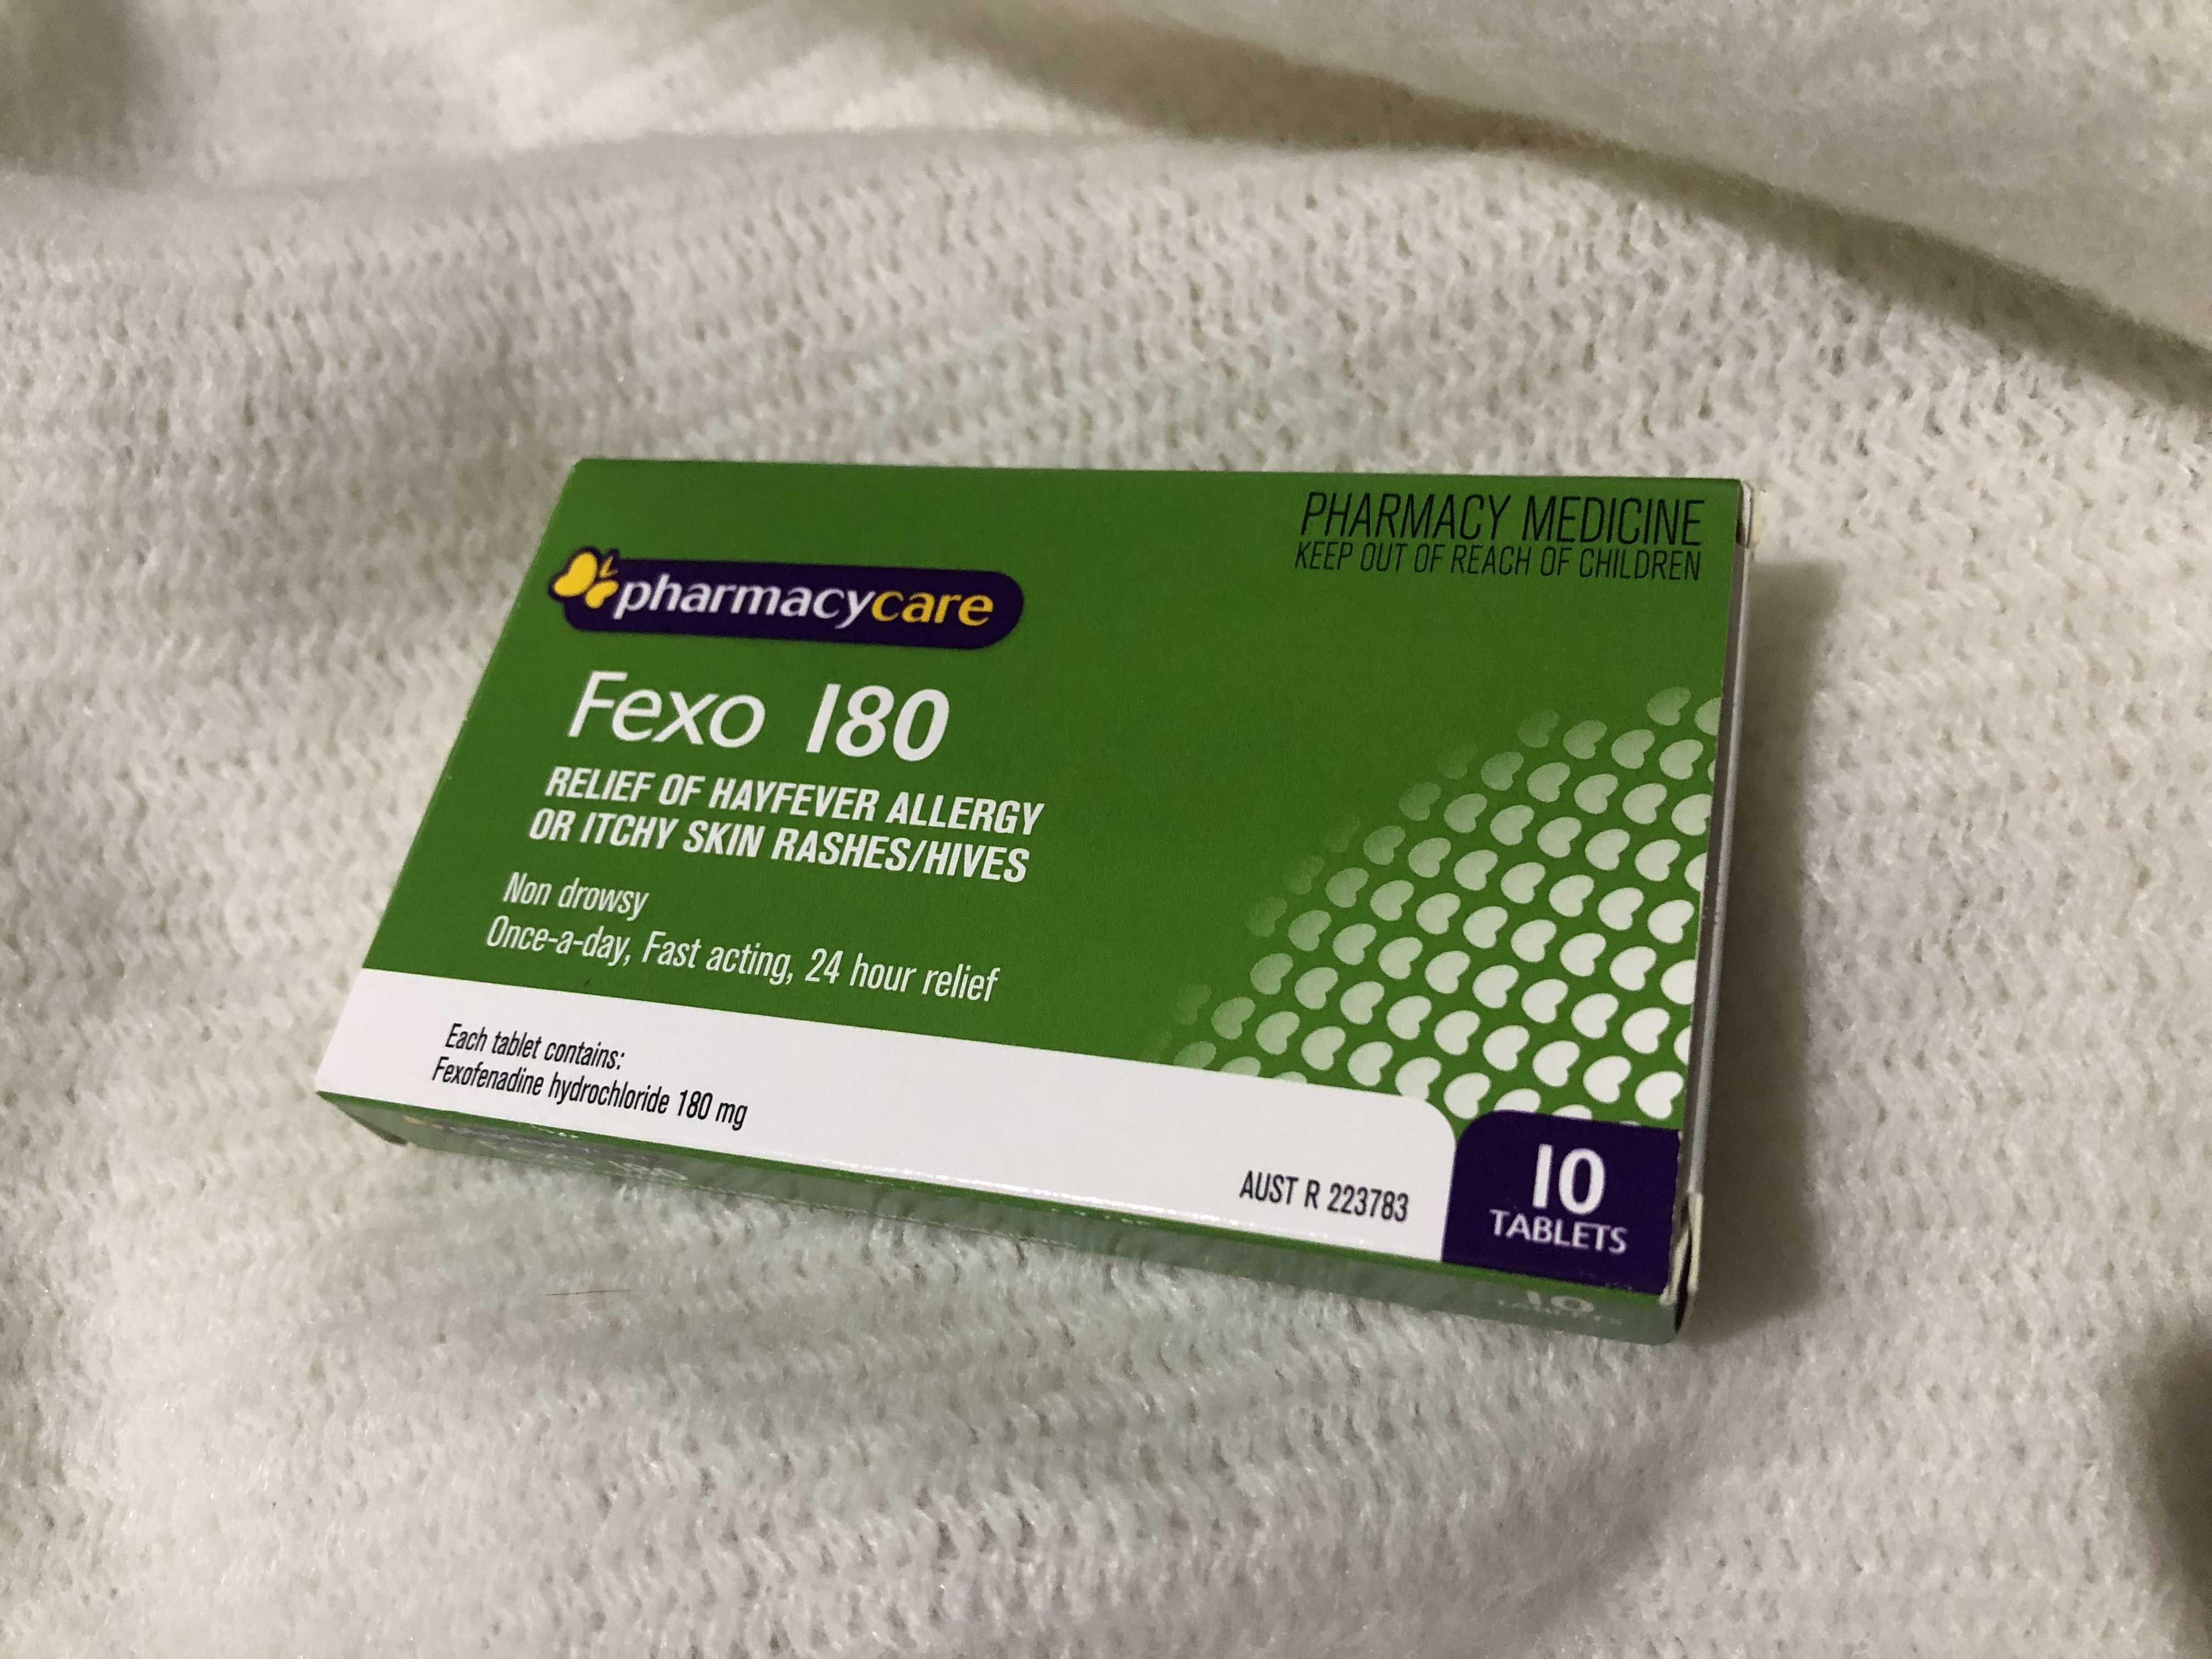 PHARMACY MEDICINE
KEEP OUT OF REACH OF CHILDREN
pharmacycare
Fexo 180
RELIEF OF HAYFEVER ALLERGY
OR ITCHY SKIN RASHES/HIVES
Non drowsy
Once-a-day, Fast acting, 24 hour relief
Each tablet contains:
Fexofenadine hydrochloride 180 mg
AUST R 223783
10
TABLETS
10
TABLETS